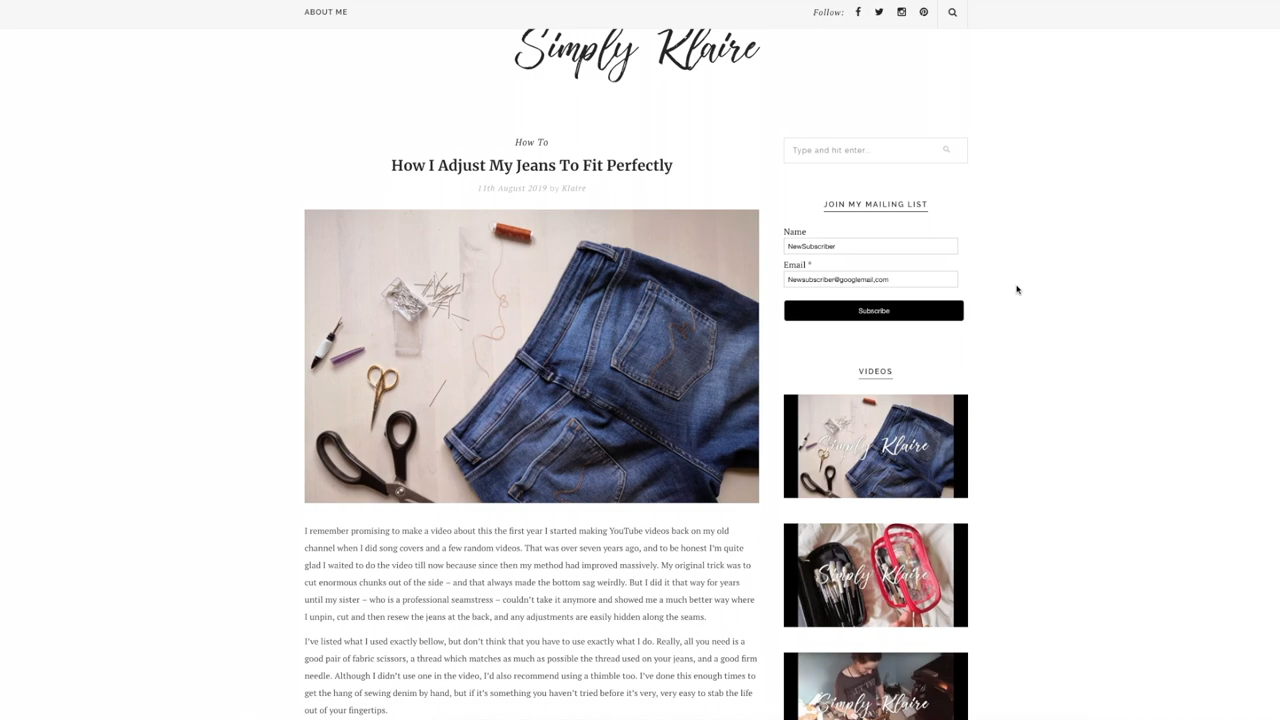 ABOUT ME
Follow:
Simply Klaire
How To
How I Adjust My Jeans To Fit Perfectly
11th August 2019 by Klaire
I remember promising to make a video about this the first year I started making YouTube videos back on my old
channel when I did song covers and a few random videos. That was over seven years ago, and to be honest I'm quite
glad I waited to do the video till now because since then my method had improved massively. My original trick was to
cut enormous chunks out of the side – and that always made the bottom sag weirdly. But I did it that way for years
until my sister – who is a professional seamstress – couldn't take it anymore and showed me a much better way where
I unpin, cut and then resew the jeans at the back, and any adjustments are easily hidden along the seams.
I've listed what I used exactly bellow, but don't think that you have to use exactly what I do. Really, all you need is a
good pair of fabric scissors, a thread which matches as much as possible the thread used on your jeans, and a good firm
needle. Although I didn't use one in the video, I'd also recommend using a thimble too. I've done this enough times to
get the hang of sewing denim by hand, but if it's something you haven't tried before it's very, very easy to stab the life
out of your fingertips.
Type and hit enter...
JOIN MY MAILING LIST
Name
NewSubscriber
Email *
Newsubscriber@googlemail,com
Subscribe
VIDEOS
Simply Klaire
Simply Klaire
Simply Klaire